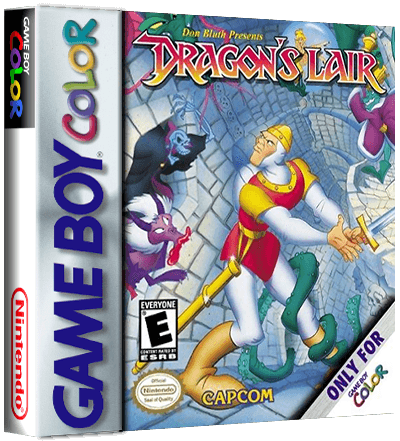 GAME BOY
COLOR
Nintendo
GAME BOY COLOR
Don Bluth Presents
DRAGON'S LAIR
EVERYONE
E
CONTENT RATED BY
ESRB
Official
Nintendo
Seal of Quality
CAPCOM
ONLY FOR
GAME BOY
COLOR